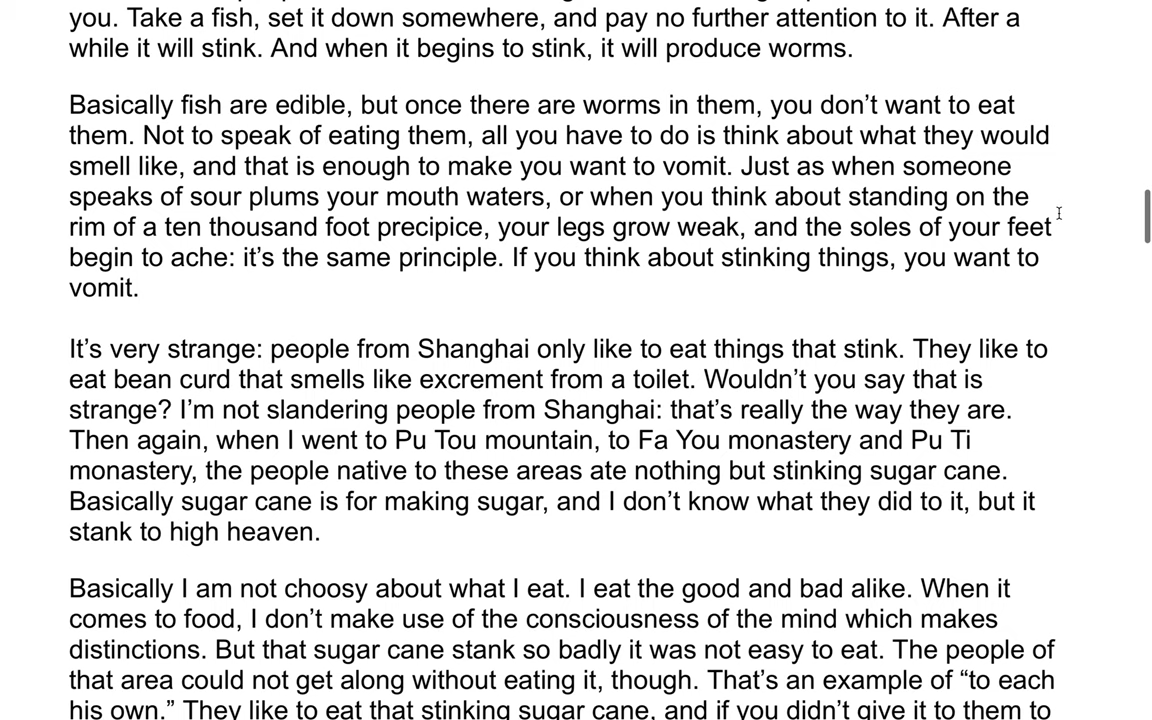 you. Take a fish, set it down somewhere, and pay no further attention to it. After a
while it will stink. And when it begins to stink, it will produce worms.
Basically fish are edible, but once there are worms in them, you don’t want to eat
them. Not to speak of eating them, all you have to do is think about what they would
smell like, and that is enough to make you want to vomit. Just as when someone
speaks of sour plums your mouth waters, or when you think about standing on the
rim of a ten thousand foot precipice, your legs grow weak, and the soles of your feet
begin to ache: it’s the same principle. If you think about stinking things, you want to
vomit.
It’s very strange: people from Shanghai only like to eat things that stink. They like to
eat bean curd that smells like excrement from a toilet. Wouldn’t you say that is
strange? I’m not slandering people from Shanghai: that’s really the way they are.
Then again, when I went to Pu Tou mountain, to Fa You monastery and Pu Ti
monastery, the people native to these areas ate nothing but stinking sugar cane.
Basically sugar cane is for making sugar, and I don’t know what they did to it, but it
stank to high heaven.
Basically I am not choosy about what I eat. I eat the good and bad alike. When it
comes to food, I don’t make use of the consciousness of the mind which makes
distinctions. But that sugar cane stank so badly it was not easy to eat. The people of
that area could not get along without eating it, though. That’s an example of “to each
his own.” They like to eat that stinking sugar cane, and if you didn’t give it to them to